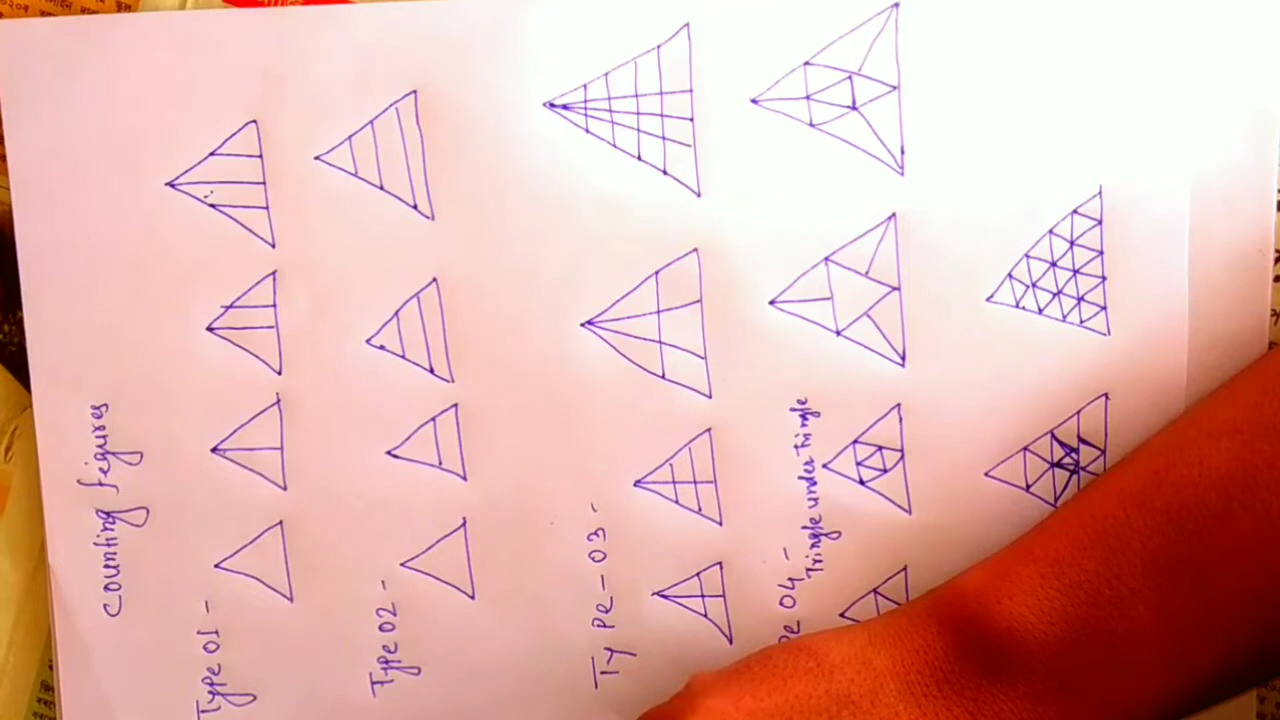 counting figures
Type 01 -
Type 02 -
Type - 03 -
pe 04 -
Tringle under Tringle